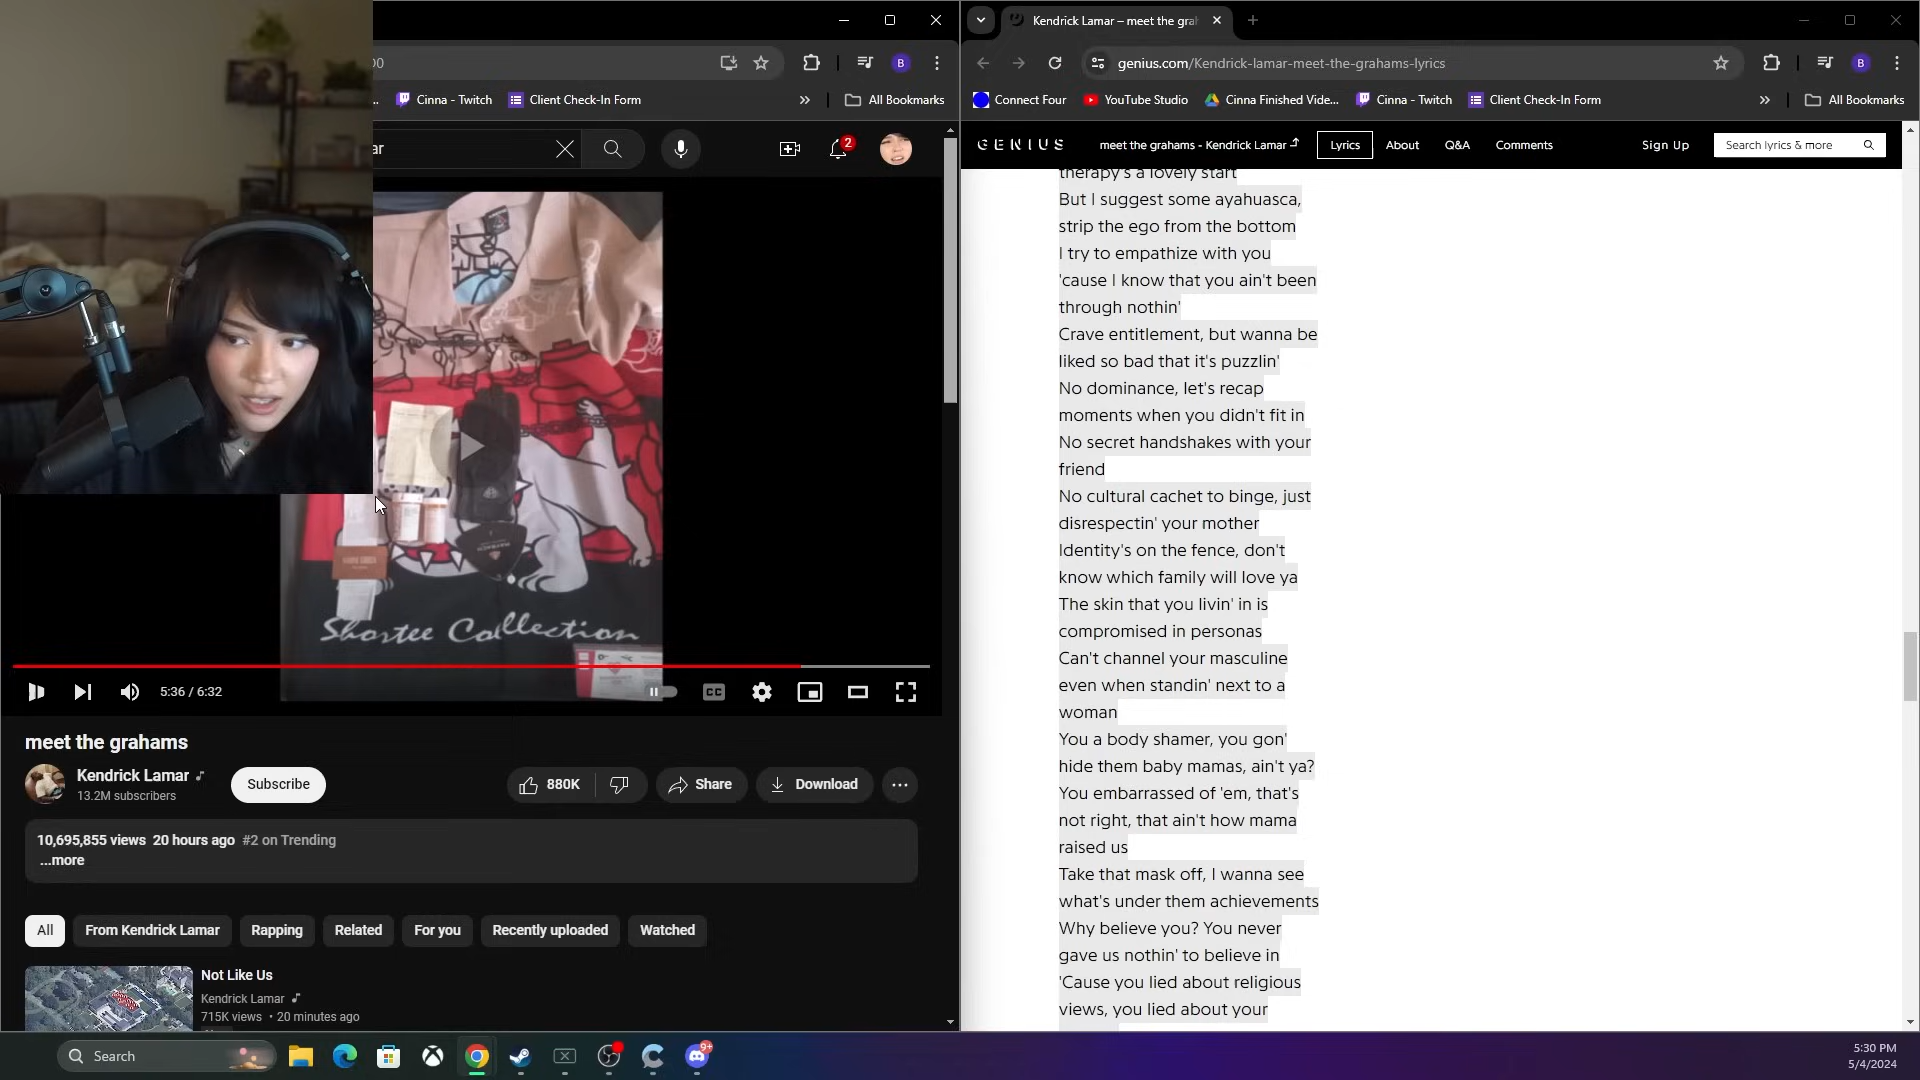 00
Cinna - Twitch
Client Check-In Form
All Bookmarks
ar
2
Shortee Collection
5:36 / 6:32
CC
meet the grahams
Kendrick Lamar
13.2M subscribers
Subscribe
880K
Share
Download
10,695,855 views 20 hours ago #2 on Trending
...more
All
From Kendrick Lamar
Rapping
Related
For you
Recently uploaded
Watched
Not Like Us
Kendrick Lamar
715K views • 20 minutes ago
Kendrick Lamar – meet the gra
genius.com/Kendrick-lamar-meet-the-grahams-lyrics
B
B
Connect Four
YouTube Studio
Cinna Finished Vide...
Cinna - Twitch
Client Check-In Form
All Bookmarks
GENIUS
meet the grahams - Kendrick Lamar
Lyrics
About
Q&A
Comments
Sign Up
Search lyrics & more
therapy's a lovely start
But I suggest some ayahuasca,
strip the ego from the bottom
I try to empathize with you
'cause I know that you ain't been
through nothin'
Crave entitlement, but wanna be
liked so bad that it's puzzlin'
No dominance, let's recap
moments when you didn't fit in
No secret handshakes with your
friend
No cultural cachet to binge, just
disrespectin' your mother
Identity's on the fence, don't
know which family will love ya
The skin that you livin' in is
compromised in personas
Can't channel your masculine
even when standin' next to a
woman
You a body shamer, you gon'
hide them baby mamas, ain't ya?
You embarrassed of 'em, that's
not right, that ain't how mama
raised us
Take that mask off, I wanna see
what's under them achievements
Why believe you? You never
gave us nothin' to believe in
'Cause you lied about religious
views, you lied about your
Search
9+
5:30 PM
5/4/2024